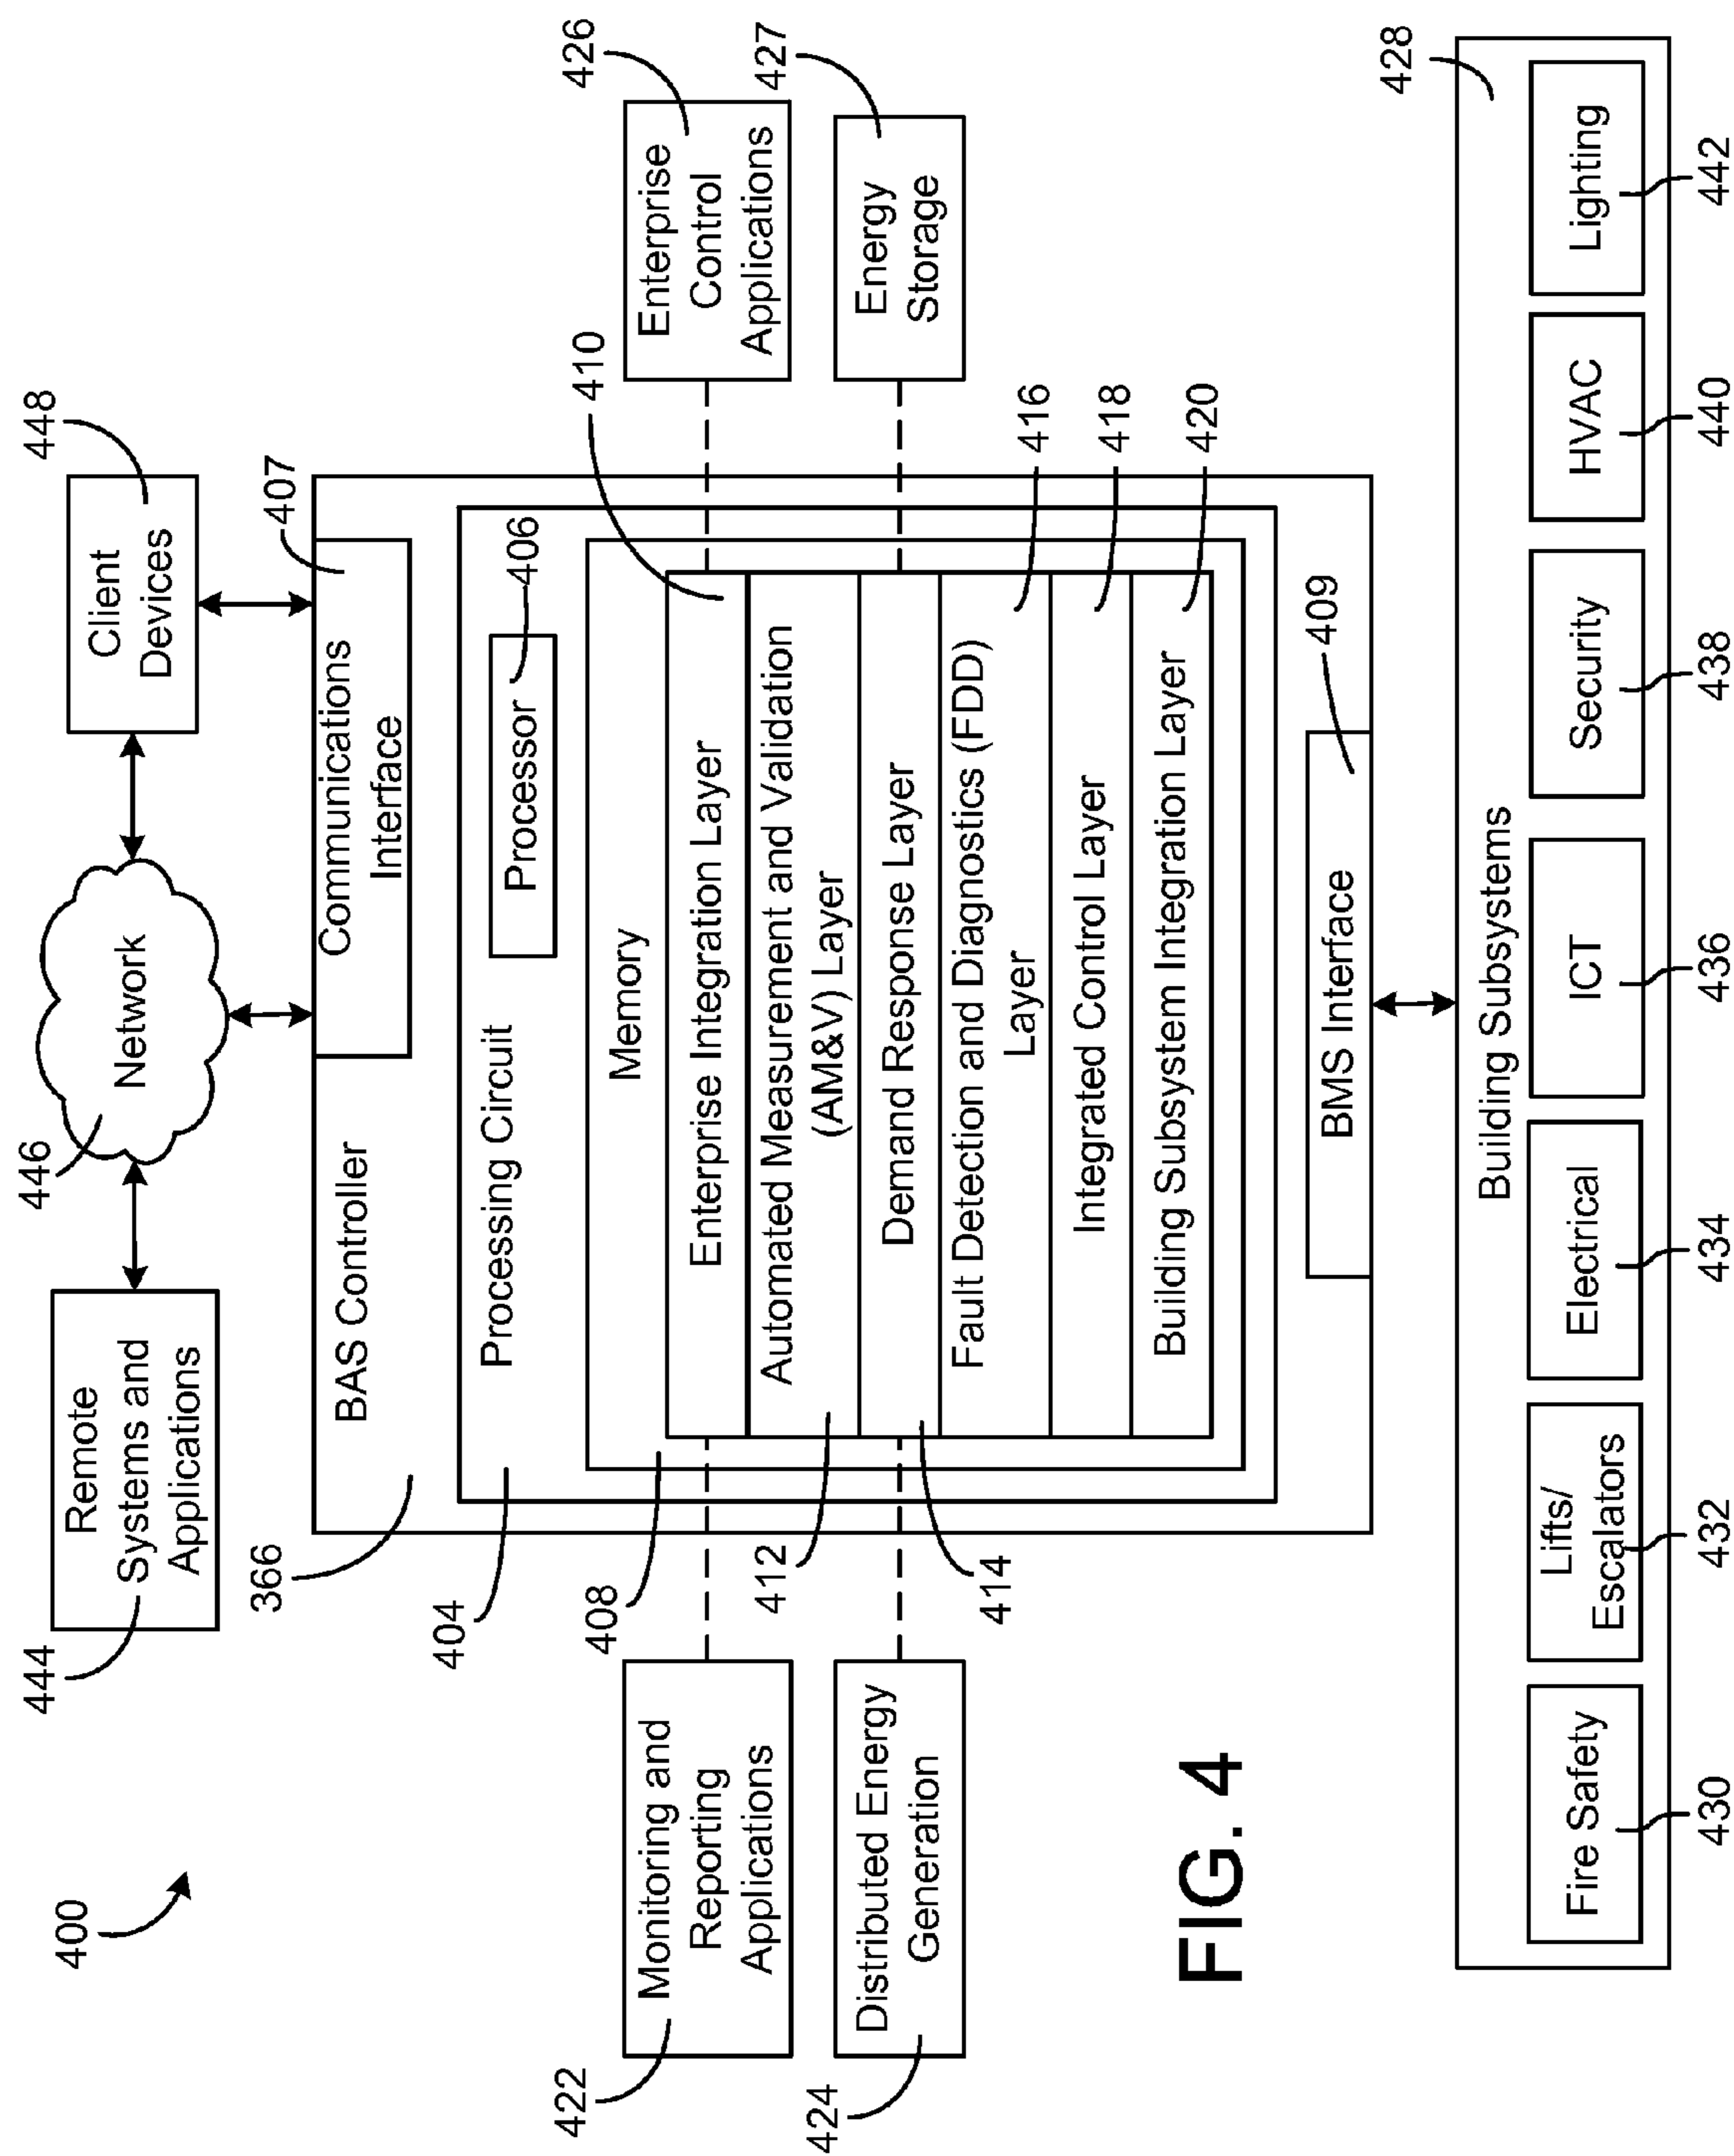 400
444
Remote
Systems and
Applications
446
Network
Client
Devices
448
366
BAS Controller
Communications
Interface
407
404
Processing Circuit
Processor
406
408
Memory
410
Enterprise Integration Layer
Automated Measurement and Validation
(AM&V) Layer
412
Demand Response Layer
414
Fault Detection and Diagnostics (FDD)
Layer
416
Integrated Control Layer
418
Building Subsystem Integration Layer
420
BMS Interface
409
422
Monitoring and
Reporting
Applications
424
Distributed Energy
Generation
Enterprise
Control
Applications
426
Energy
Storage
427
FIG. 4
Building Subsystems
428
Fire Safety
430
Lifts/
Escalators
432
Electrical
434
ICT
436
Security
438
HVAC
440
Lighting
442